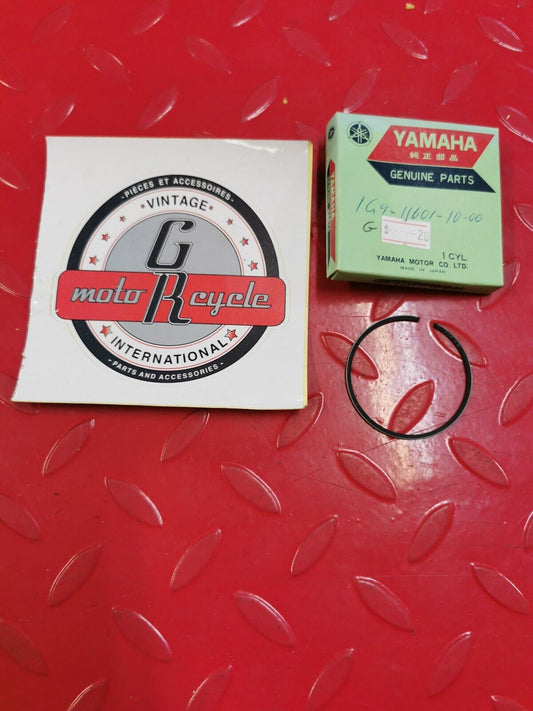 -PIÈCES ET ACCESSOIRES-
VINTAGE
G
moto R cycle
INTERNATIONAL
-PARTS AND ACCESSORIES-
YAMAHA
純正部品
GENUINE PARTS
1G9-11601-10-00
G
$ 20
1 CYL
YAMAHA MOTOR CO. LTD.
MADE IN JAPAN